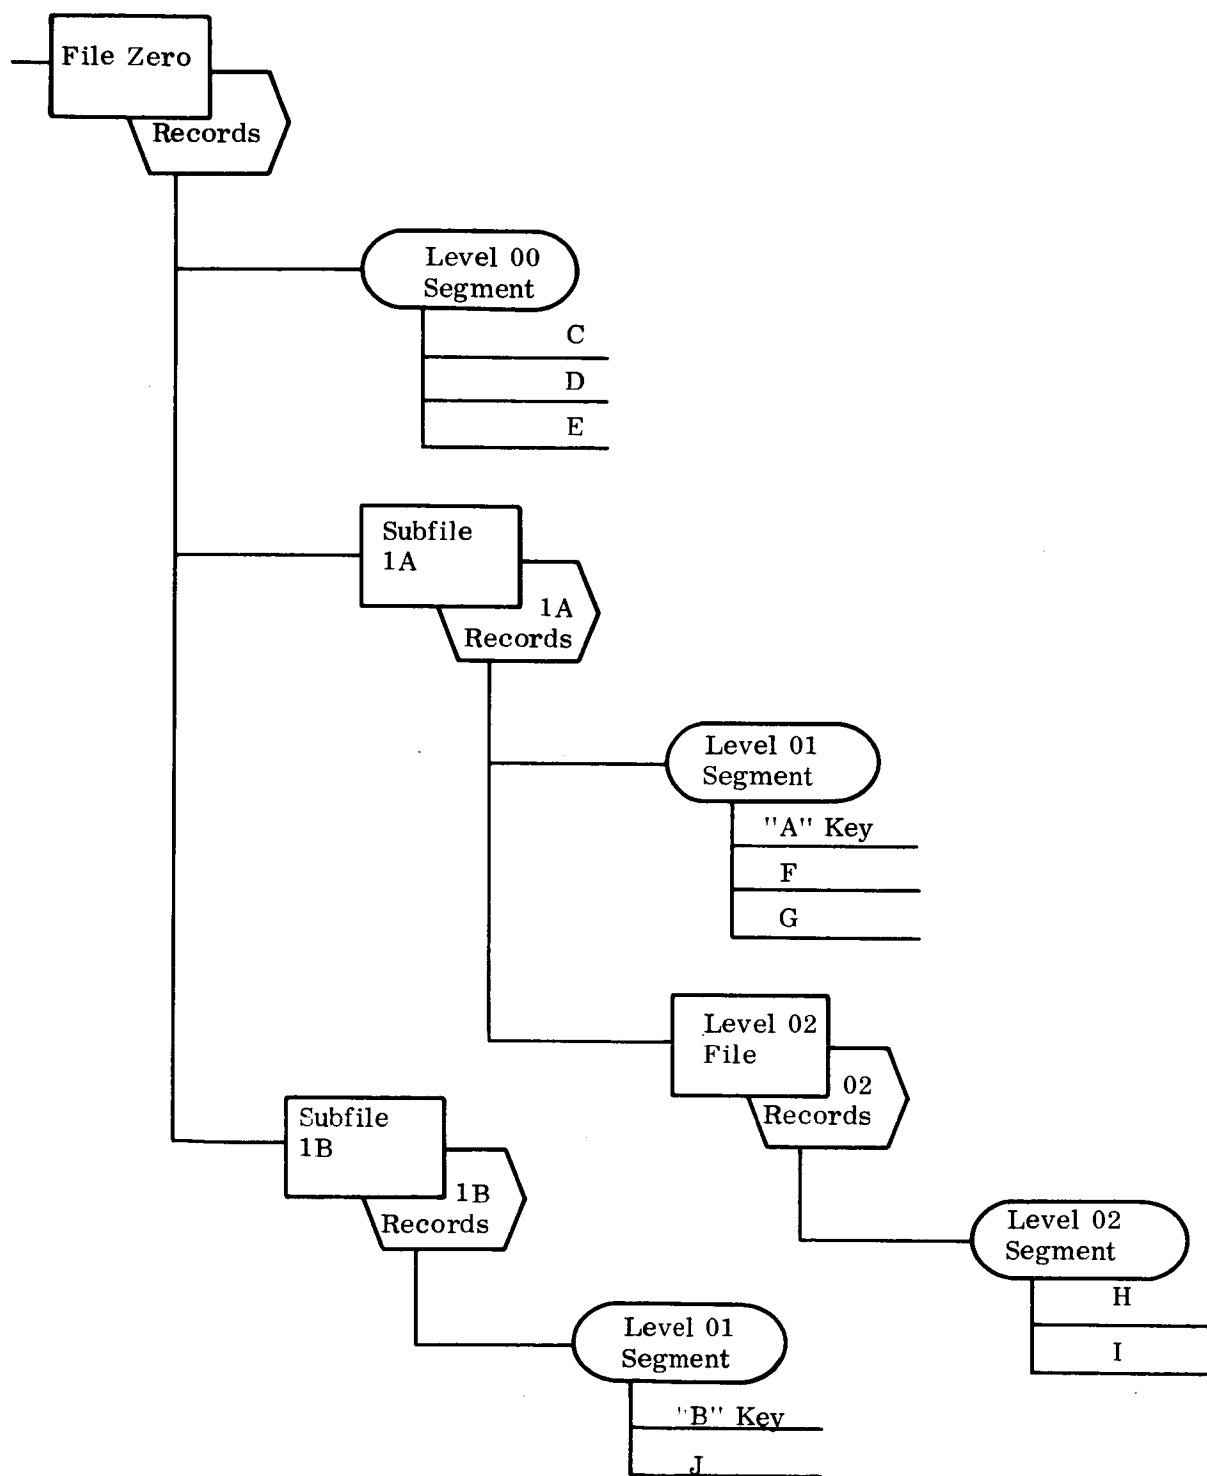 File Zero
Records
Level 00
Segment
C
D
E
Subfile
1A
1A
Records
Level 01
Segment
"A" Key
F
G
Level 02
File
02
Records
Subfile
1B
1B
Records
Level 02
Segment
H
I
Level 01
Segment
"B" Key
J